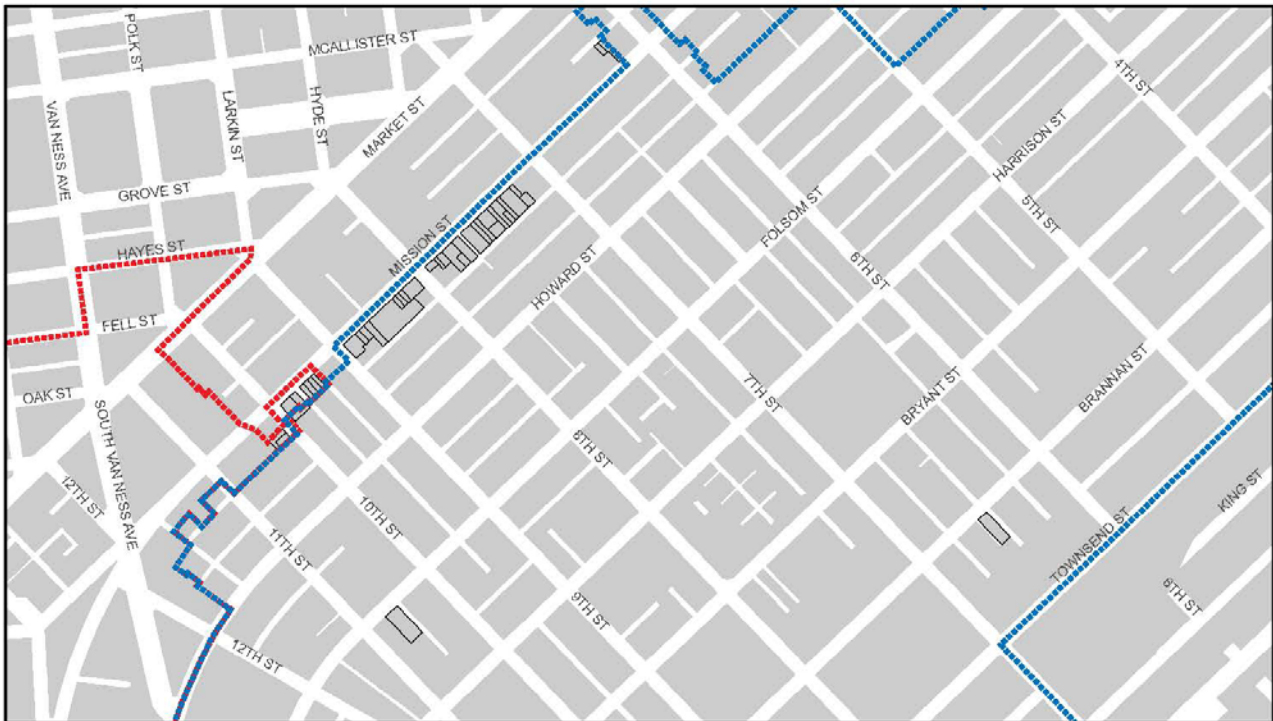 POLK ST
MCALLISTER ST
4TH ST
VAN NESS AVE
LARKIN ST
HYDE ST
MARKET ST
HARRISON ST
GROVE ST
5TH ST
HAYES ST
MISSION ST
FOLSOM ST
6TH ST
HOWARD ST
FELL ST
OAK ST
7TH ST
BRYANT ST
BRANNAN ST
SOUTH VAN NESS AVE
8TH ST
12TH ST
10TH ST
KING ST
11TH ST
TOWNSEND ST
9TH ST
6TH ST
12TH ST